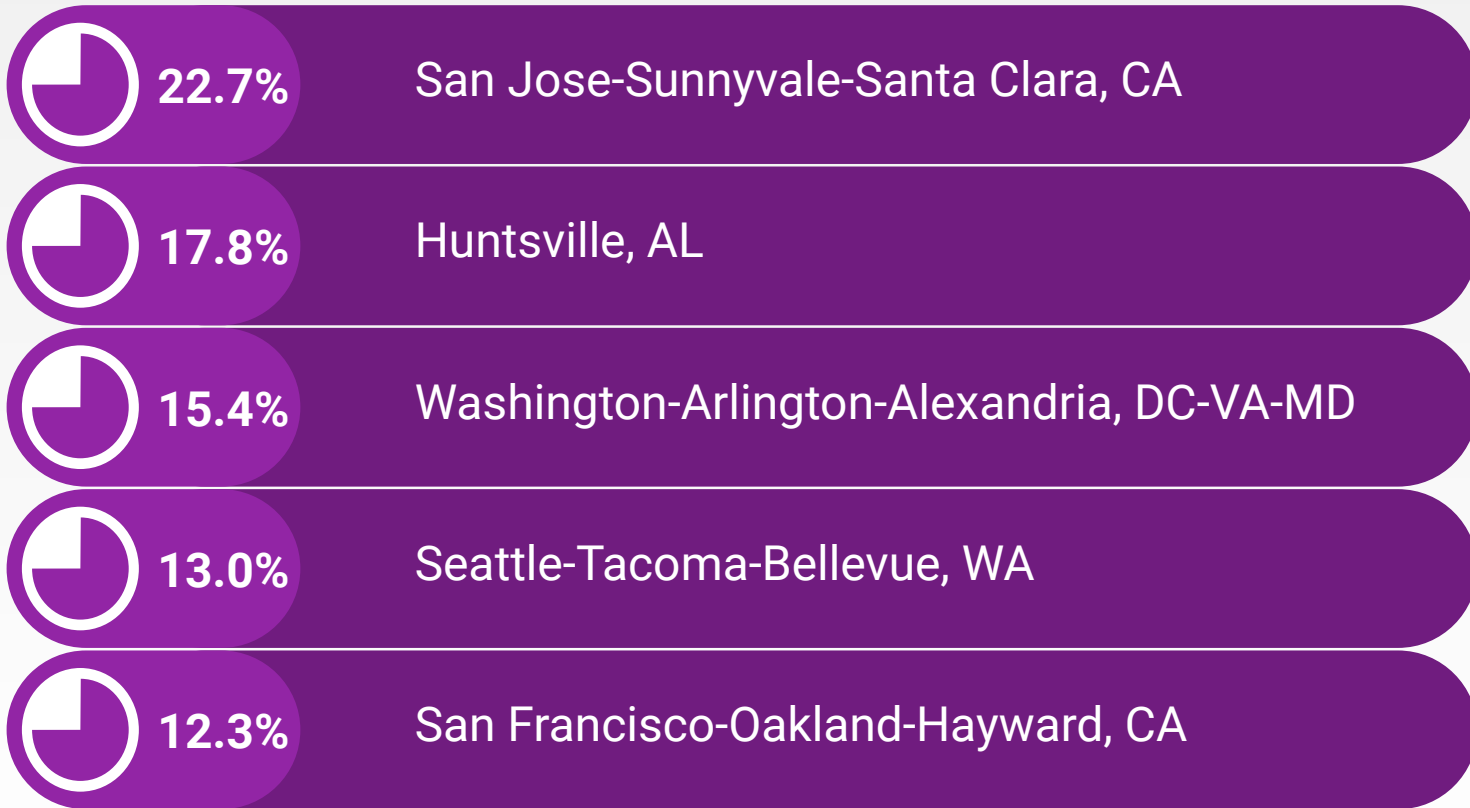 22.7% San Jose-Sunnyvale-Santa Clara, CA
17.8% Huntsville, AL
15.4% Washington-Arlington-Alexandria, DC-VA-MD
13.0% Seattle-Tacoma-Bellevue, WA
12.3% San Francisco-Oakland-Hayward, CA